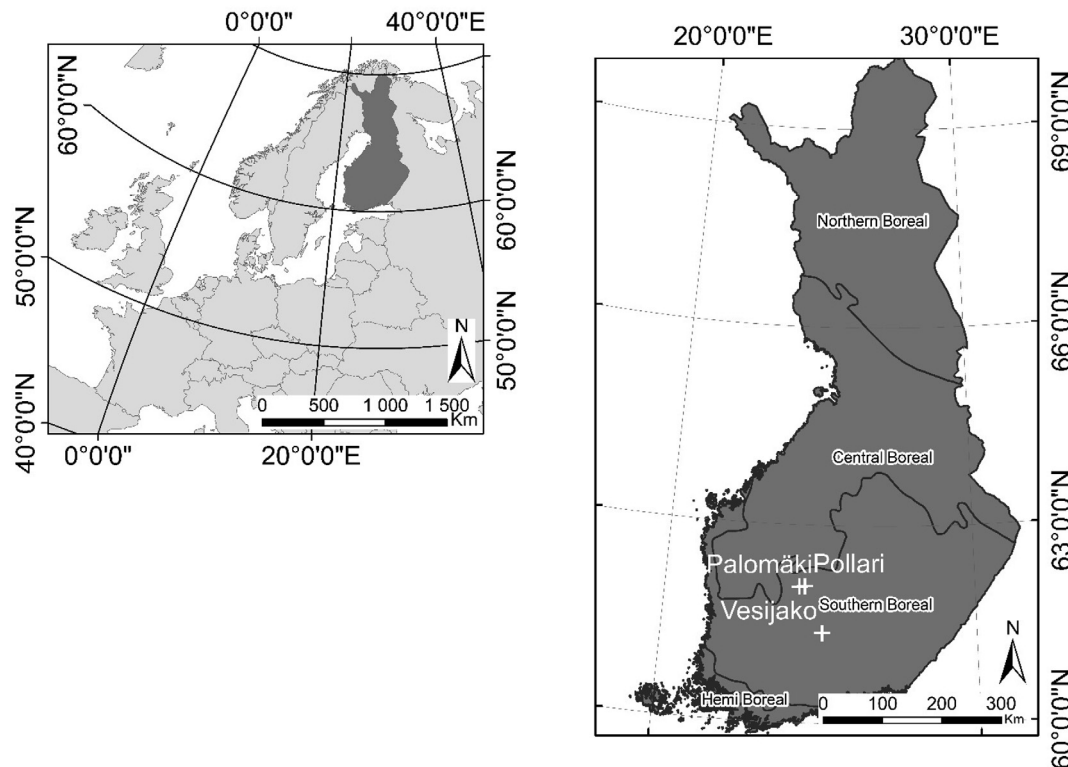 0°0'0" 40°0'0"E
60°0'0"N
60°0'0"N
50°0'0"N
50°0'0"N
40°0'0"N
N
0 500 1 000 1 500
Km
0°0'0" 20°0'0"E
20°0'0"E 30°0'0"E
69°0'0"N
Northern Boreal
66°0'0"N
Central Boreal
63°0'0"N
Palomäki Pollari
Vesijako Southern Boreal
N
Hemi Boreal
0 100 200 300
Km
60°0'0"N